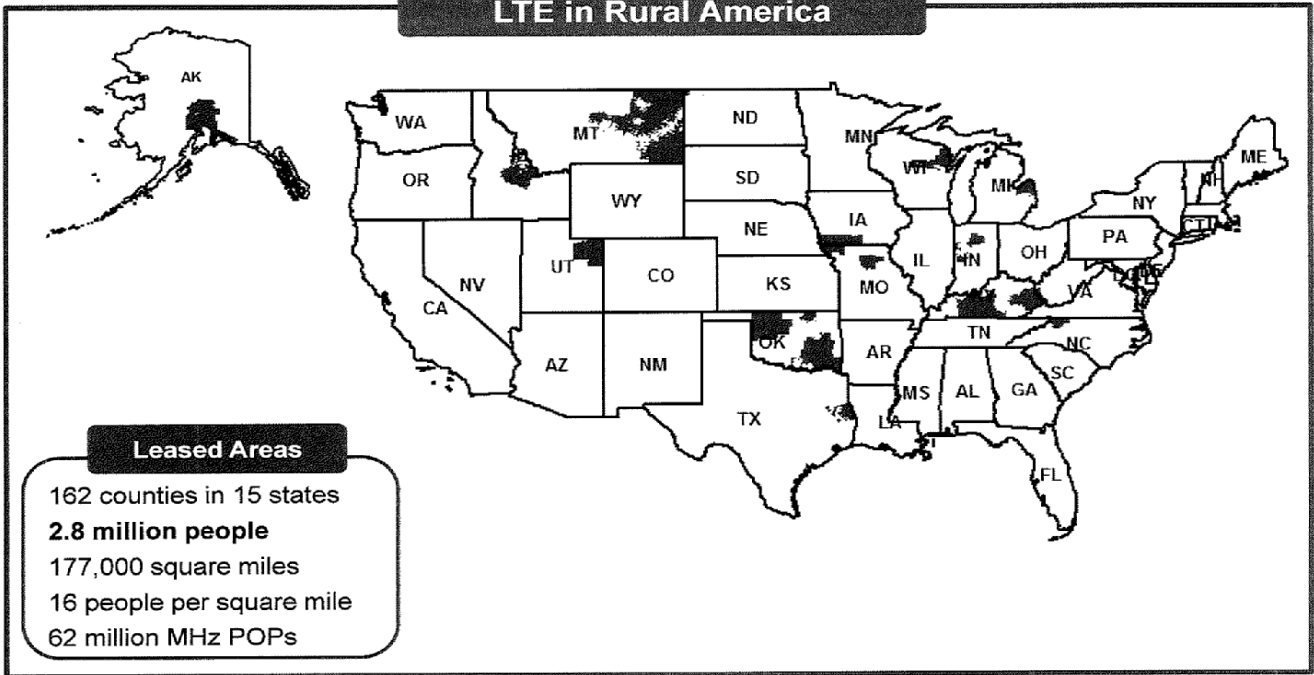 LTE in Rural America
AK
WA
MT
ND
MN
WI
MI
ME
NH
NY
OR
SD
WY
IA
NE
PA
CT
IL
IN
OH
NV
UT
CO
KS
MO
VA
CA
TN
NC
OK
AR
AZ
NM
SC
MS
AL
GA
TX
LA
FL
Leased Areas
162 counties in 15 states
2.8 million people
177,000 square miles
16 people per square mile
62 million MHz POPs